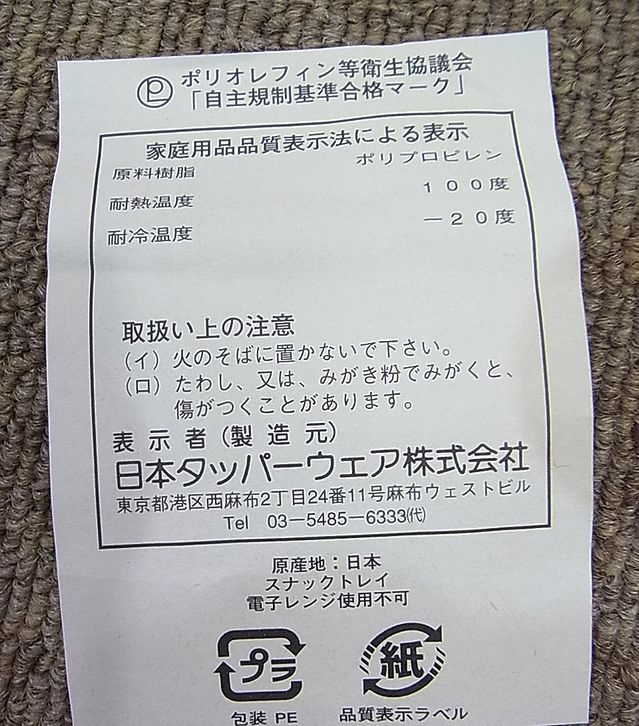 PL ポリオレフィン等衛生協議会
「自主規制基準合格マーク」
家庭用品品質表示法による表示
原料樹脂 ポリプロピレン
耐熱温度 100度
耐冷温度 －20度
取扱い上の注意
（イ）火のそばに置かないで下さい。
（ロ）たわし、又は、みがき粉でみがくと、
傷がつくことがあります。
表示者（製造元）
日本タッパーウェア株式会社
東京都港区西麻布2丁目24番11号麻布ウェストビル
Tel 03-5485-6333㈹
原産地：日本
スナックトレイ
電子レンジ使用不可
プラ 紙
包装 PE 品質表示ラベル